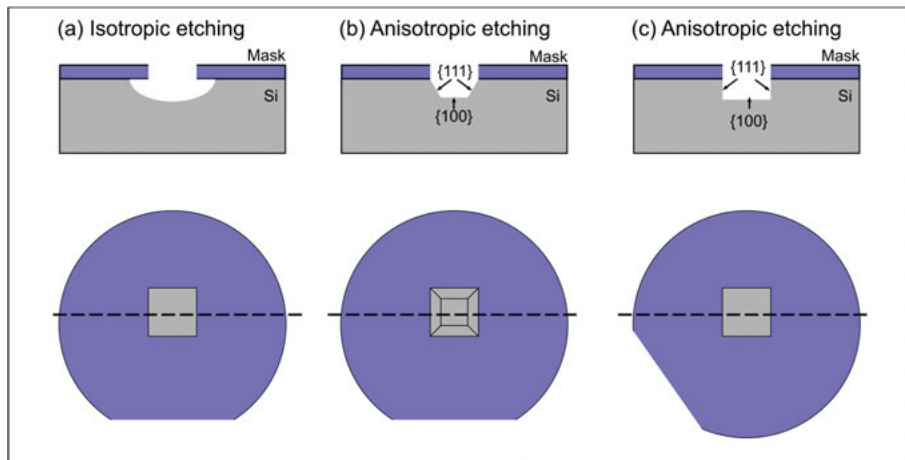 (a) Isotropic etching
Mask
Si
(b) Anisotropic etching
Mask
{111}
Si
{100}
(c) Anisotropic etching
Mask
{111}
Si
{100}